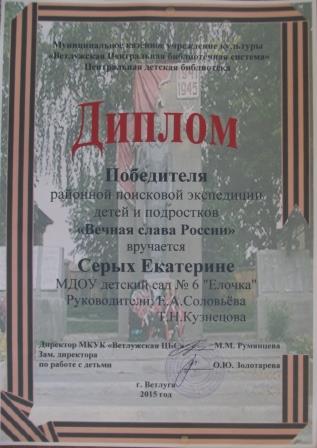 Муниципальное казенное учреждение культуры
«Ветлужская Центральная библиотечная система»
Центральная детская библиотека
1945
Диплом
Победителя
районной поисковой экспедиции
детей и подростков
«Вечная слава России»
вручается
Серых Екатерине
МДОУ детский сад № 6 "Елочка"
Руководители: Е.А.Соловьёва
Т.Н.Кузнецова
Директор МКУК «Ветлужская ЦБС» М.М. Румянцева
Зам. директора
по работе с детьми О.Ю. Золотарева
г. Ветлуга
2015 год